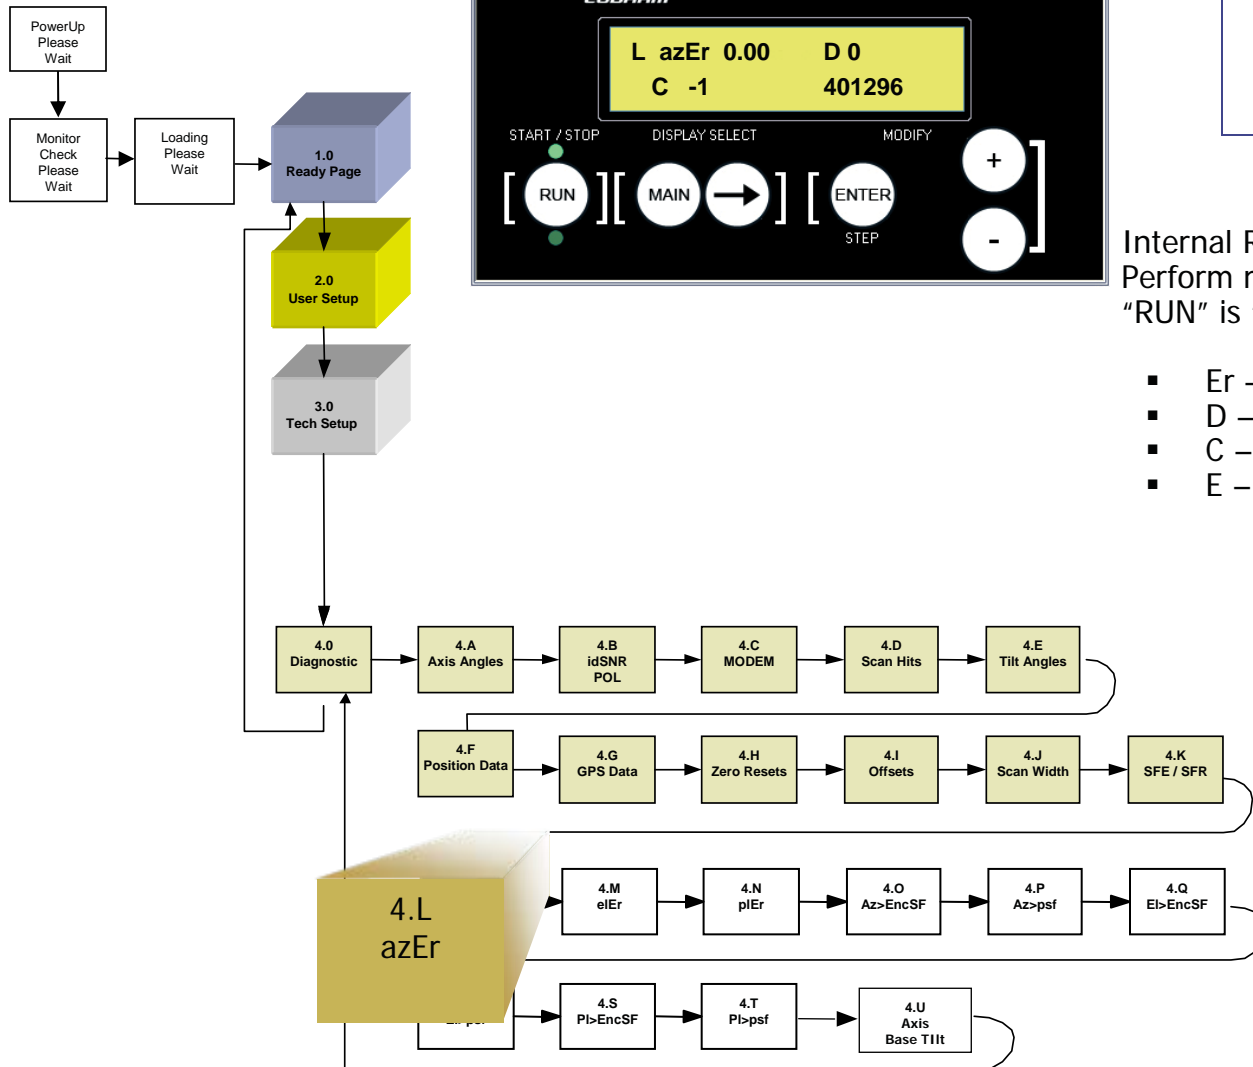 PowerUp
Please
Wait
Monitor
Check
Please
Wait
Loading
Please
Wait
1.0
Ready Page
2.0
User Setup
3.0
Tech Setup
L azEr 0.00 D 0
C -1 401296
START / STOP DISPLAY SELECT MODIFY
[ RUN ] [ MAIN ] [ ENTER + ]
STEP -
Internal
Perform
“RUN” is
▪ Er -
▪ D –
▪ C –
▪ E –
4.0
Diagnostic
4.A
Axis Angles
4.B
idSNR
POL
4.C
MODEM
4.D
Scan Hits
4.E
Tilt Angles
4.F
Position Data
4.G
GPS Data
4.H
Zero Resets
4.I
Offsets
4.J
Scan Width
4.K
SFE / SFR
4.L
azEr
4.M
elEr
4.N
plEr
4.O
Az>EncSF
4.P
Az>psf
4.Q
El>EncSF
4.S
Pl>EncSF
4.T
Pl>psf
4.U
Axis
Base TIlt